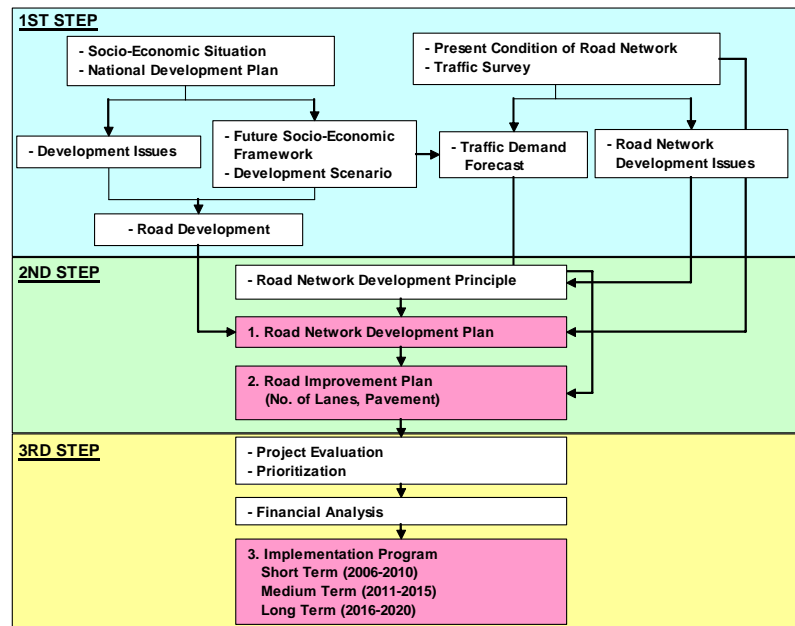 1ST STEP
- Socio-Economic Situation
- National Development Plan
- Present Condition of Road Network
- Traffic Survey
- Development Issues
- Future Socio-Economic
Framework
- Development Scenario
- Traffic Demand
Forecast
- Road Network
Development Issues
- Road Development
2ND STEP
- Road Network Development Principle
1. Road Network Development Plan
2. Road Improvement Plan
(No. of Lanes, Pavement)
3RD STEP
- Project Evaluation
- Prioritization
- Financial Analysis
3. Implementation Program
Short Term (2006-2010)
Medium Term (2011-2015)
Long Term (2016-2020)